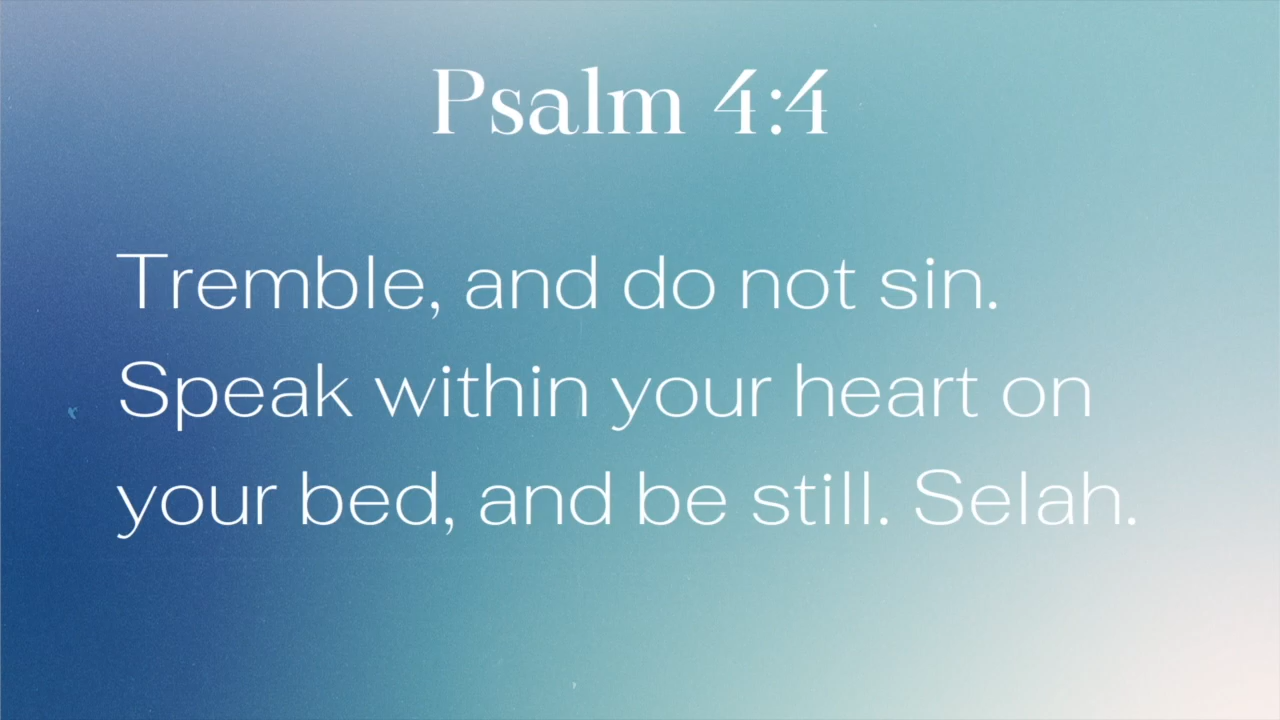 Psalm 4:4
Tremble, and do not sin.
Speak within your heart on
your bed, and be still. Selah.